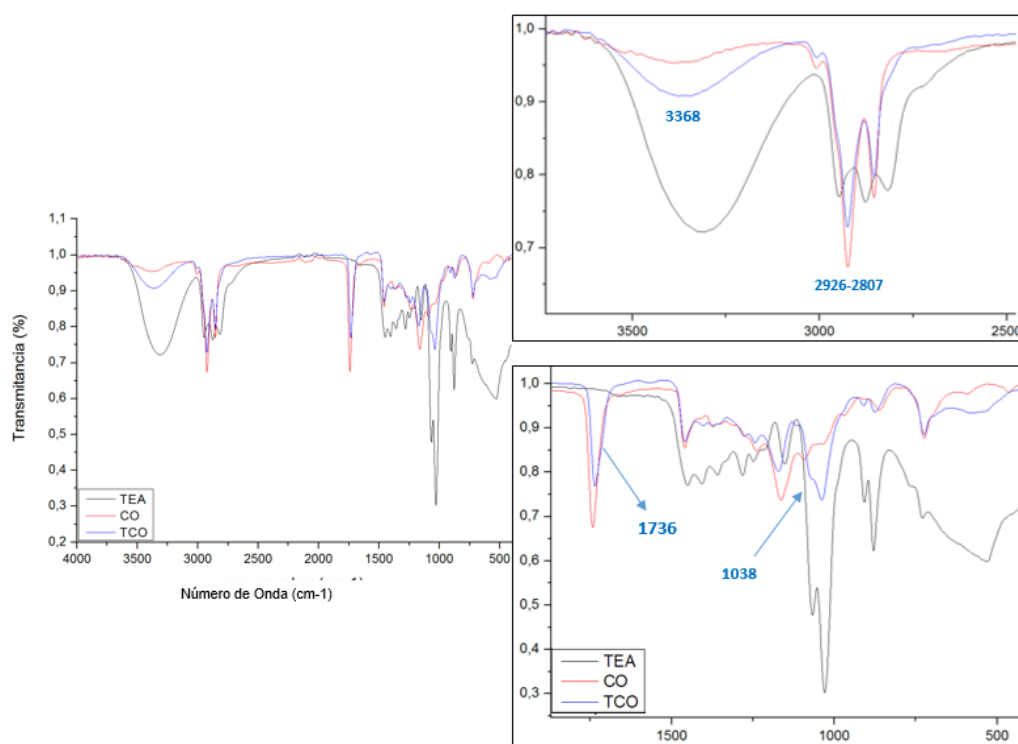 1,1
1,0
0,9
0,8
0,7
0,6
0,5
0,4
0,3
0,2
Transmitancia (%)
TEA
CO
TCO
4000 3500 3000 2500 2000 1500 1000 500
Número de Onda (cm-1)
1,0
0,9
0,8
0,7
3368
2926-2807
3500 3000 2500
1,0
0,9
0,8
0,7
0,6
0,5
0,4
0,3
1736
1038
TEA
CO
TCO
1500 1000 500